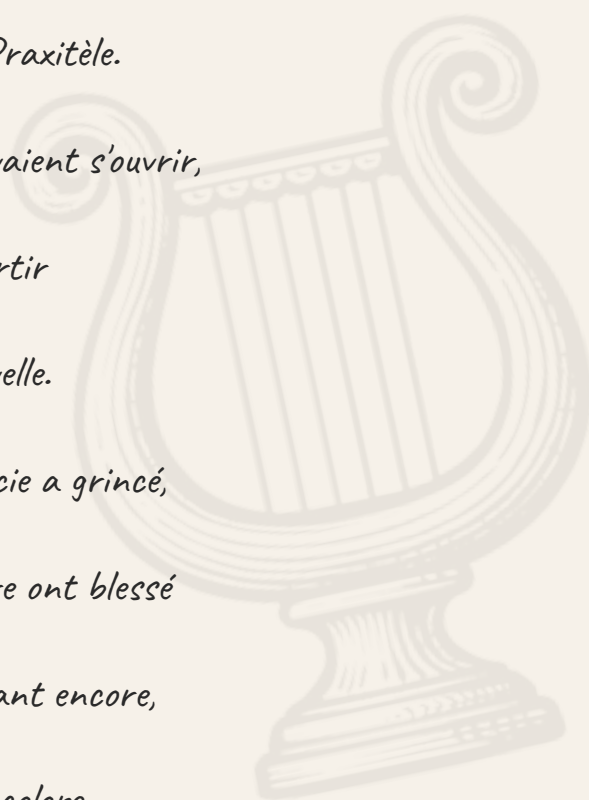 Praxitèle.
vaient s'ouvrir,
rtir
elle.
cie a grincé,
re ont blessé
ant encore,